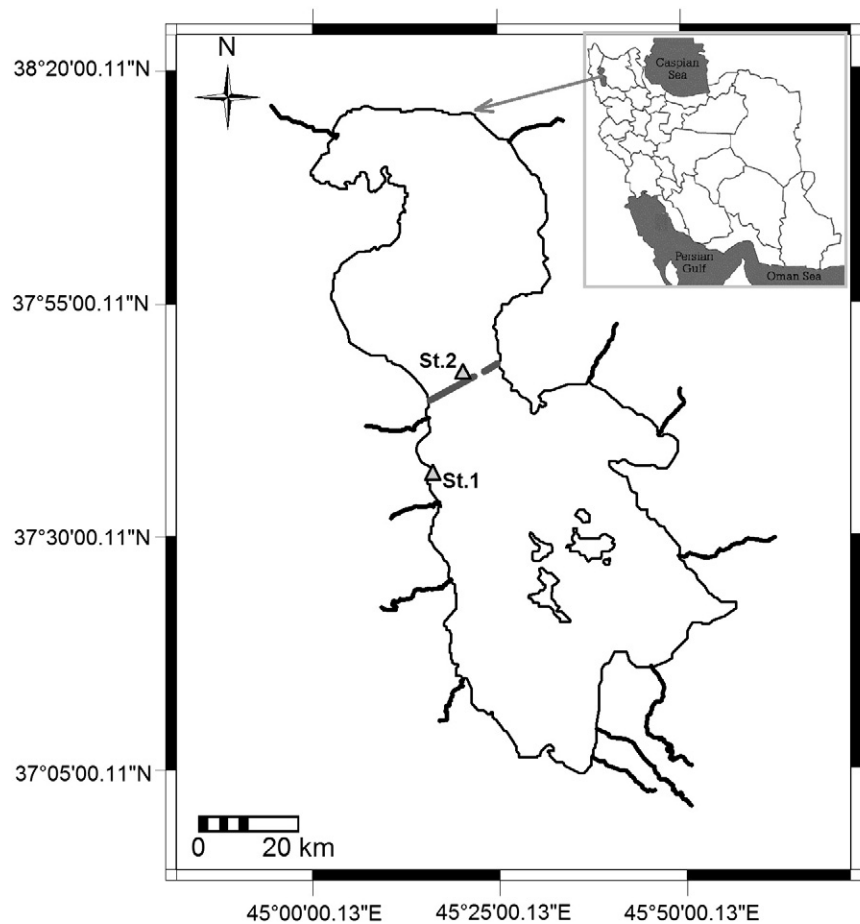 N
38°20'00.11"N
Caspian
Sea
Persian
Gulf
Oman Sea
37°55'00.11"N
St.2
St.1
37°30'00.11"N
37°05'00.11"N
0 20 km
45°00'00.13"E 45°25'00.13"E 45°50'00.13"E